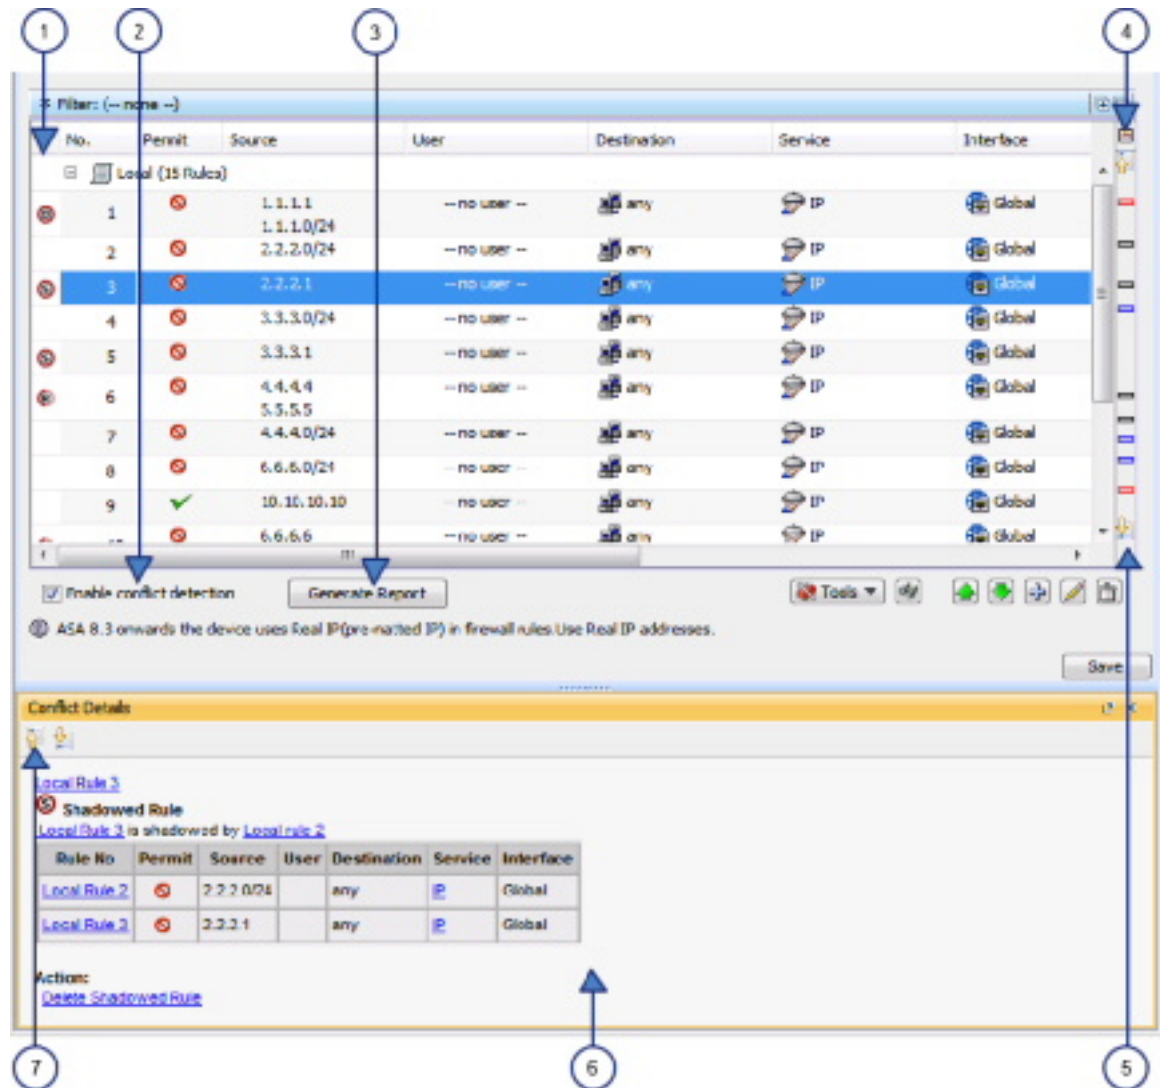 1
2
3
4
Filter: (-- none --)
No. Permit Source User Destination Service Interface
Local (15 Rules)
1 1.1.1.1 -- no user -- any IP Global
1.1.1.0/24
2 2.2.2.0/24 -- no user -- any IP Global
3 2.2.2.1 -- no user -- any IP Global
4 3.3.3.0/24 -- no user -- any IP Global
5 3.3.3.1 -- no user -- any IP Global
6 4.4.4.4 -- no user -- any IP Global
5.5.5.5
7 4.4.4.0/24 -- no user -- any IP Global
8 6.6.6.0/24 -- no user -- any IP Global
9 10.10.10.10 -- no user -- any IP Global
6.6.6.6 -- no user -- any IP Global
Enable conflict detection Generate Report Tools
ASA 8.3 onwards the device uses Real IP(pre-natted IP) in firewall rules.Use Real IP addresses.
Save
Conflict Details
Local Rule 3
Shadowed Rule
Local Rule 3 is shadowed by Local rule 2
Rule No Permit Source User Destination Service Interface
Local Rule 2 2.2.2.0/24 any IP Global
Local Rule 3 2.2.2.1 any IP Global
Action:
Delete Shadowed Rule
7
6
5